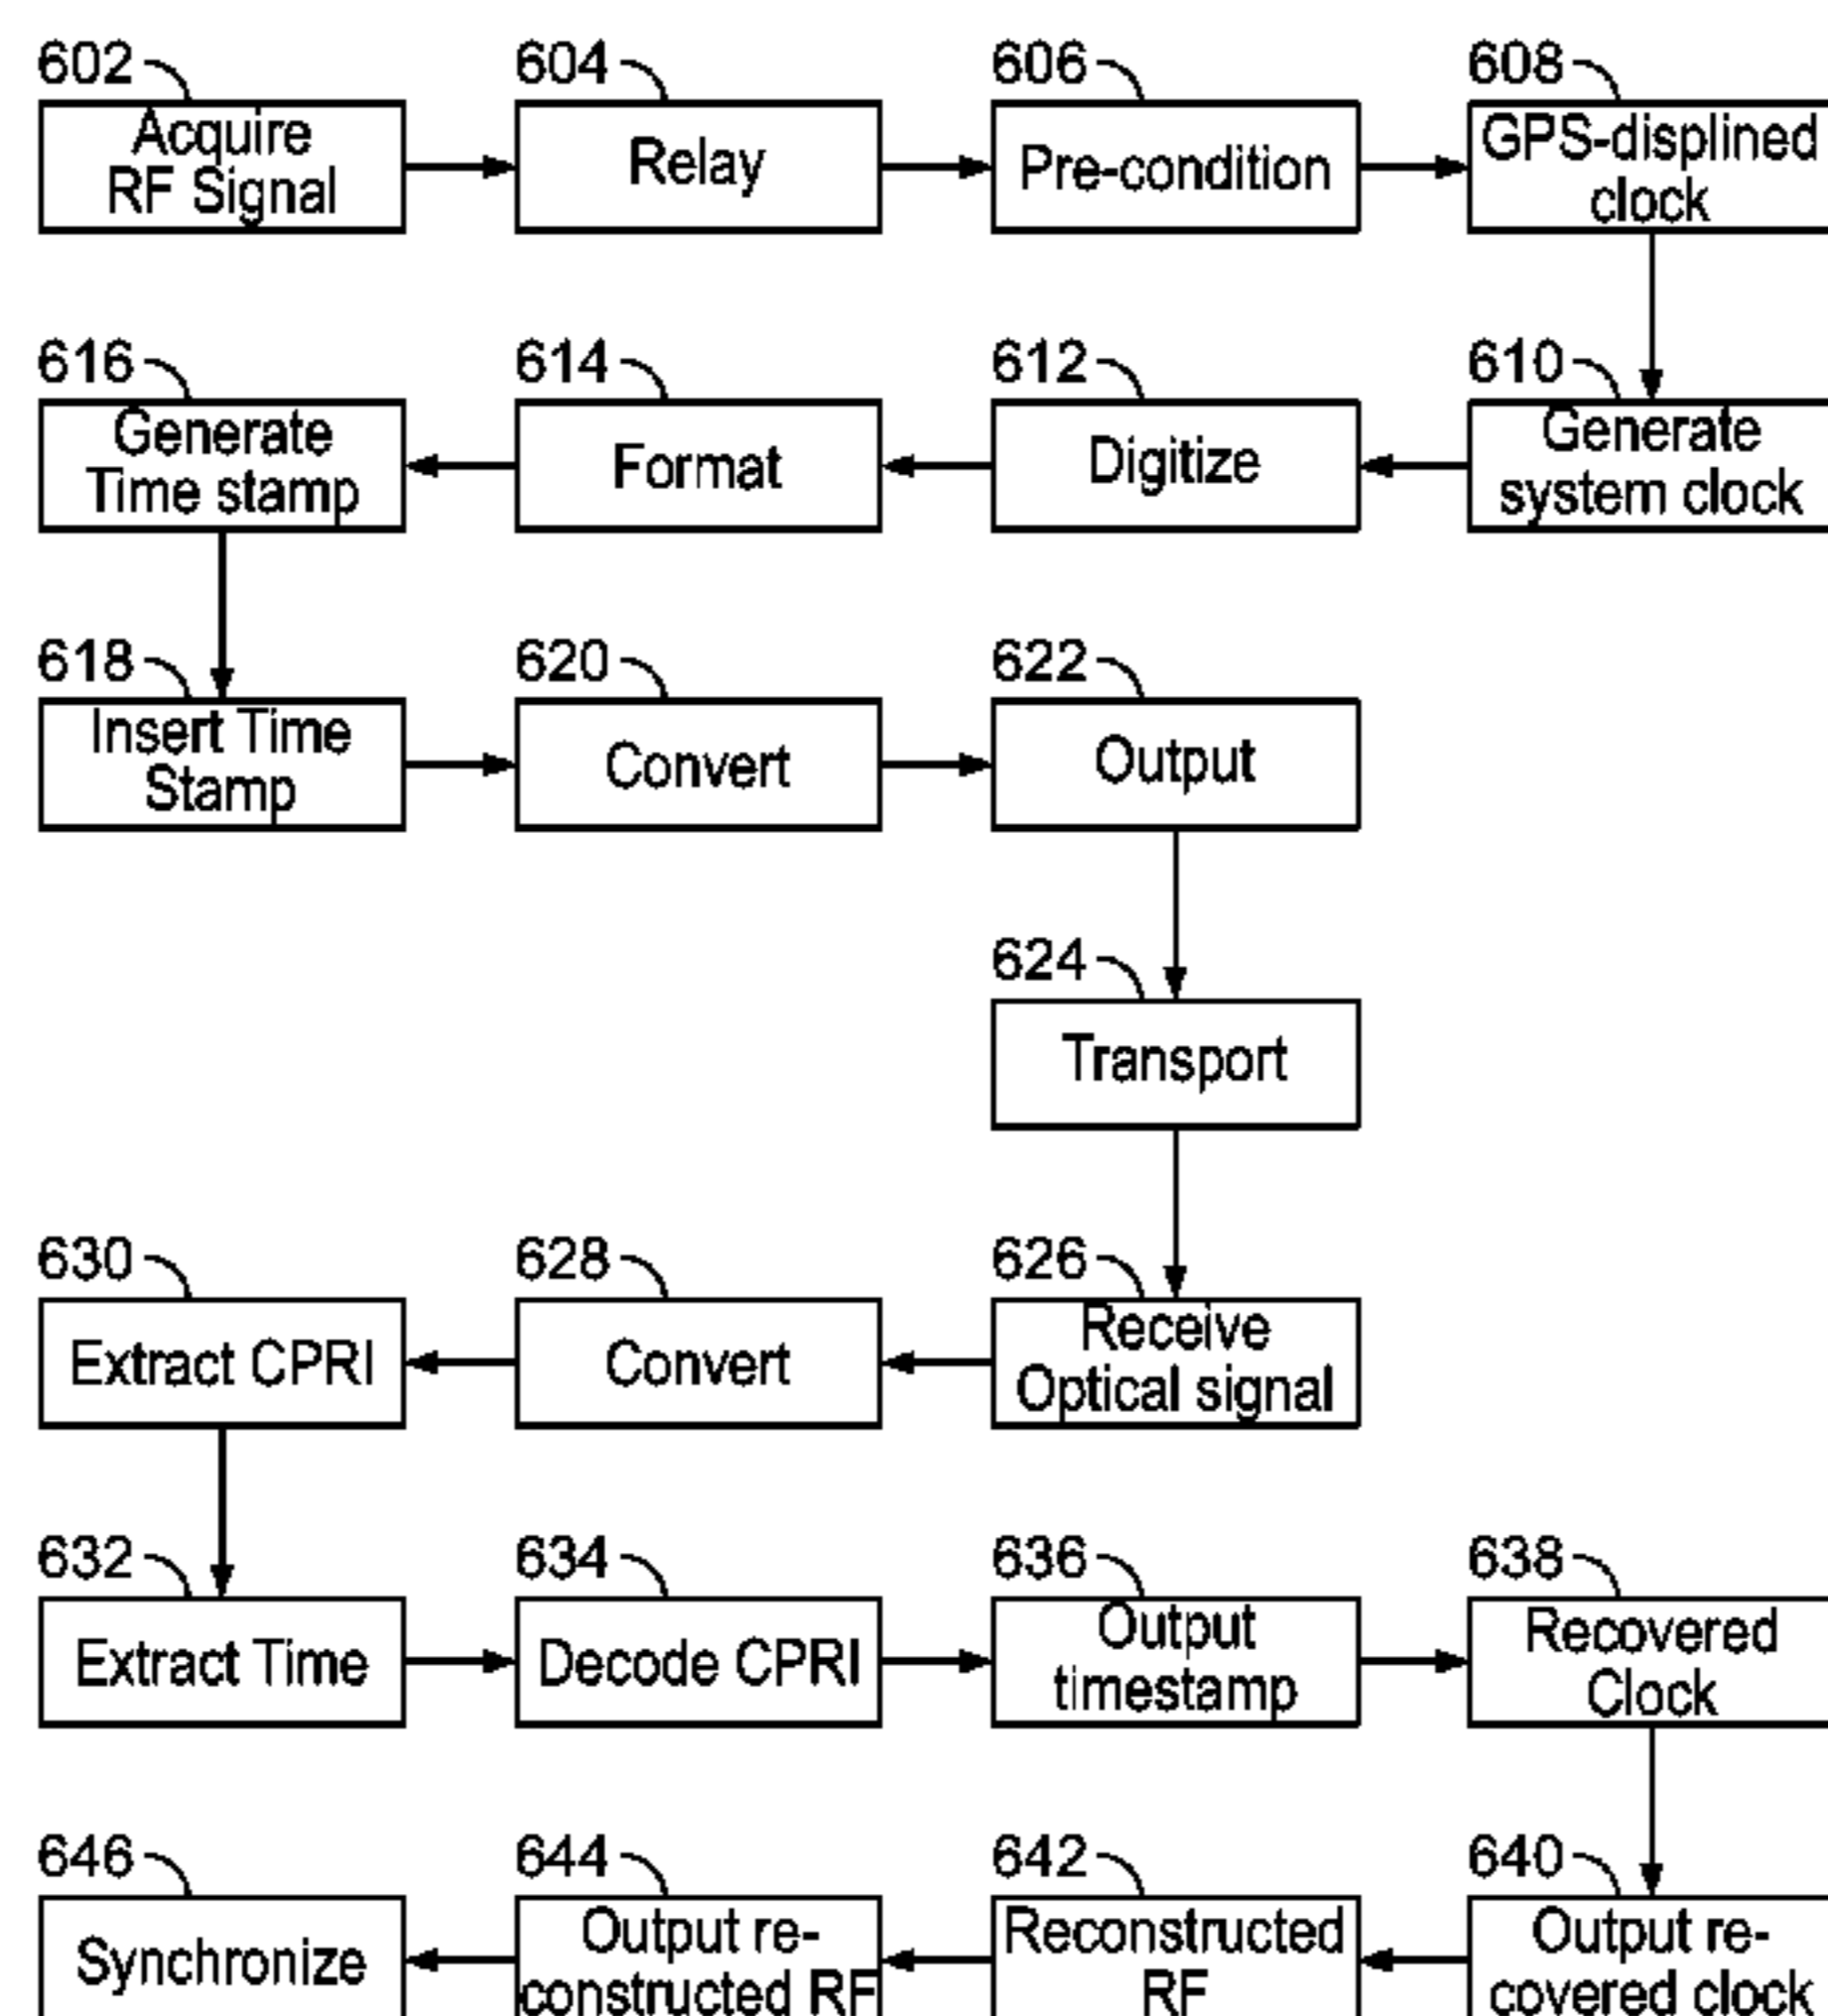 602
604
606
608
Acquire
RF Signal
Relay
Pre-condition
GPS-displined
clock
616
614
612
610
Generate
Time stamp
Format
Digitize
Generate
system clock
618
620
622
Insert Time
Stamp
Convert
Output
624
Transport
630
628
626
Extract CPRI
Convert
Receive
Optical signal
632
634
636
638
Extract Time
Decode CPRI
Output
timestamp
Recovered
Clock
646
644
642
640
Synchronize
Output re-
constructed RF
Reconstructed
RF
Output re-
covered clock